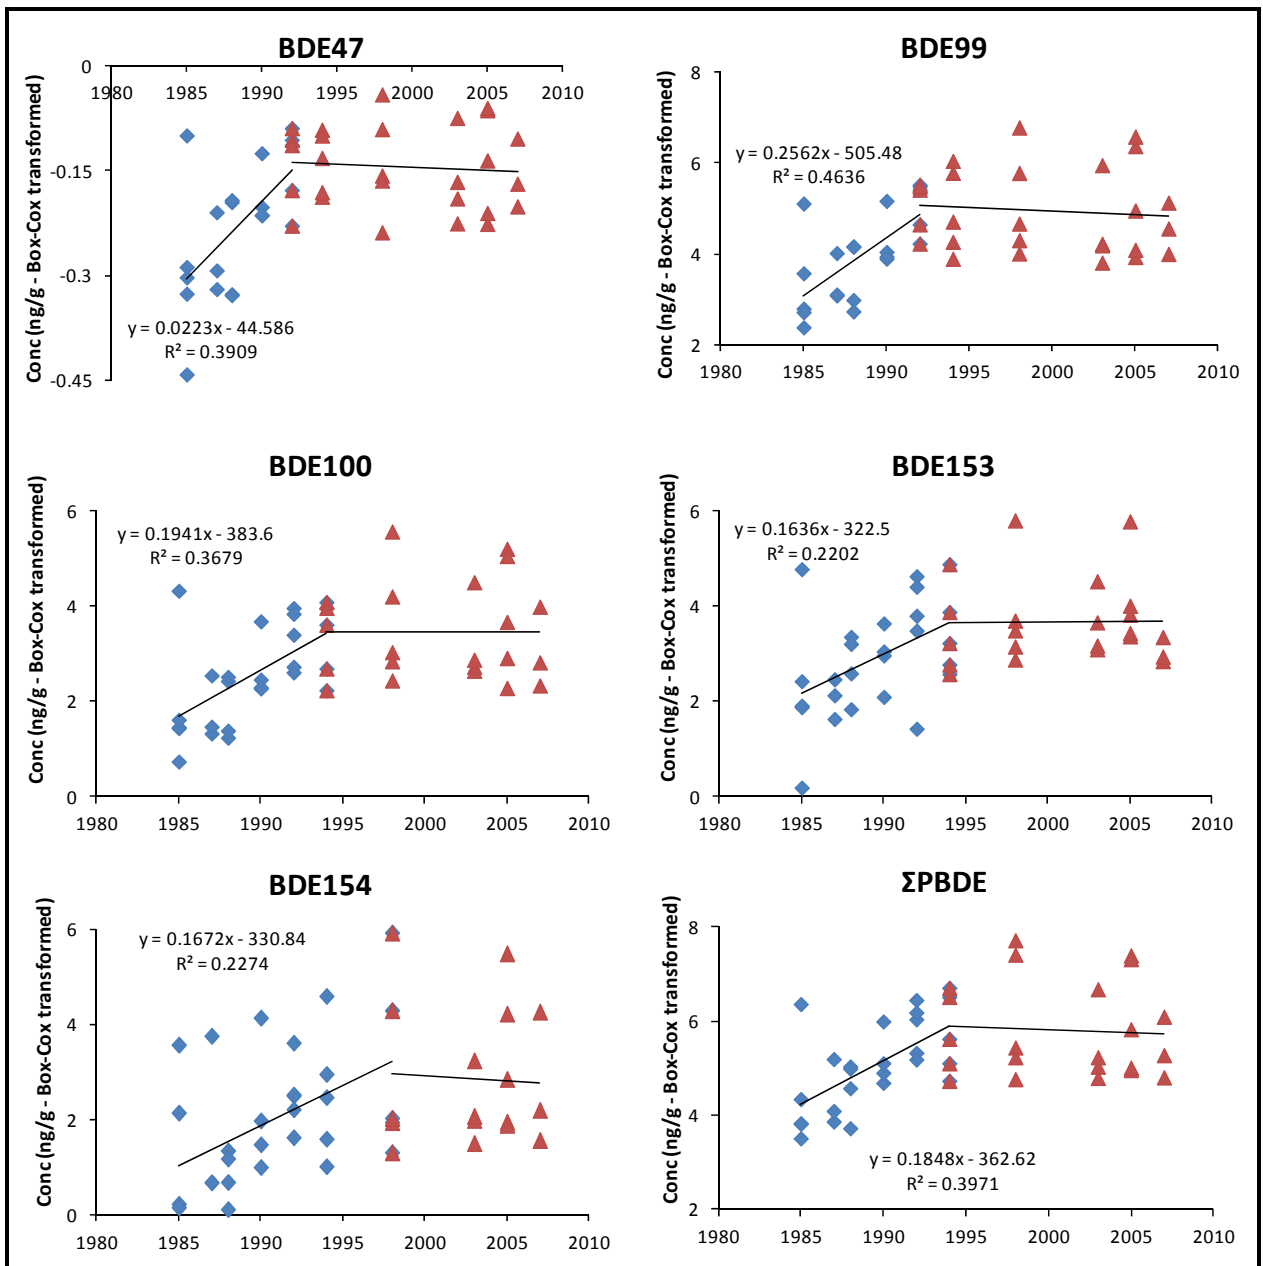 BDE47
Conc (ng/g - Box-Cox transformed)
0
-0.15
-0.3
-0.45
1980 1985 1990 1995 2000 2005 2010
y = 0.0223x - 44.586
R² = 0.3909
BDE99
Conc (ng/g - Box-Cox transformed)
8
6
4
2
y = 0.2562x - 505.48
R² = 0.4636
1980 1985 1990 1995 2000 2005 2010
BDE100
Conc (ng/g - Box-Cox transformed)
6
4
2
0
y = 0.1941x - 383.6
R² = 0.3679
1980 1985 1990 1995 2000 2005 2010
BDE153
Conc (ng/g - Box-Cox transformed)
6
4
2
0
y = 0.1636x - 322.5
R² = 0.2202
1980 1985 1990 1995 2000 2005 2010
BDE154
Conc (ng/g - Box-Cox transformed)
6
4
2
0
y = 0.1672x - 330.84
R² = 0.2274
1980 1985 1990 1995 2000 2005 2010
ΣPBDE
Conc (ng/g - Box-Cox transformed)
8
6
4
2
y = 0.1848x - 362.62
R² = 0.3971
1980 1985 1990 1995 2000 2005 2010